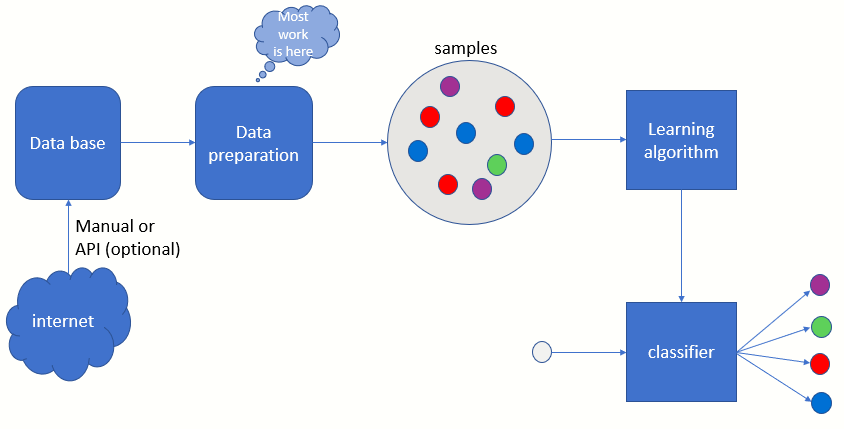 Most
work
is here
samples
Data base
Data
preparation
Learning
algorithm
Manual or
API (optional)
internet
classifier